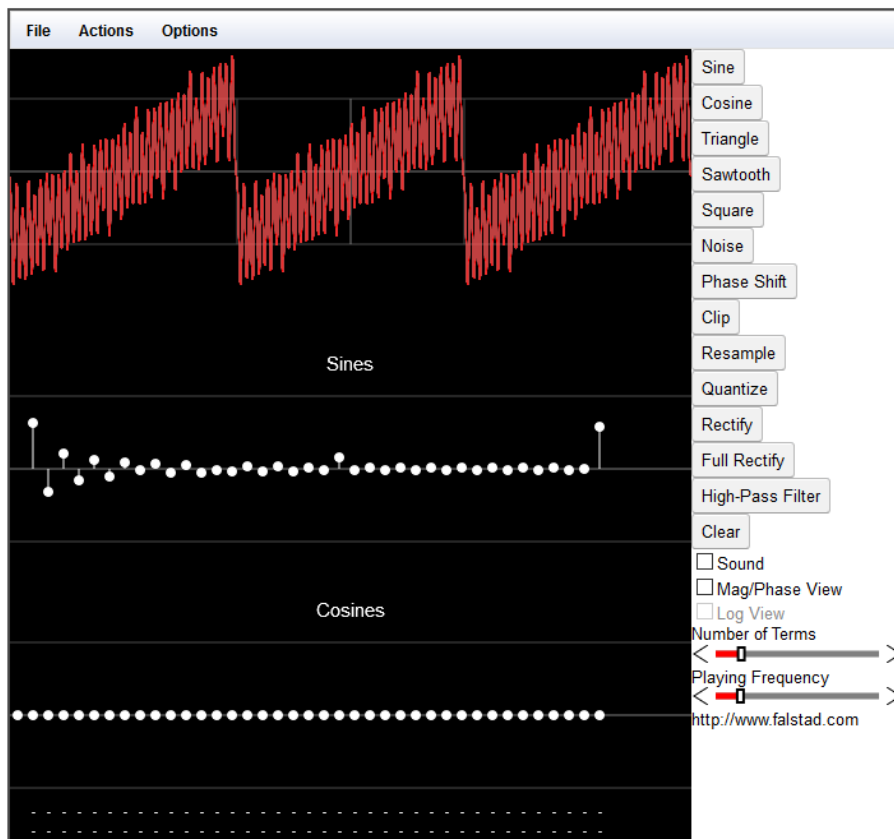 File Actions Options
Sine
Cosine
Triangle
Sawtooth
Square
Noise
Phase Shift
Clip
Resample
Quantize
Rectify
Full Rectify
High-Pass Filter
Clear
Sound
Mag/Phase View
Log View
Number of Terms
Playing Frequency
http://www.falstad.com
Sines
Cosines